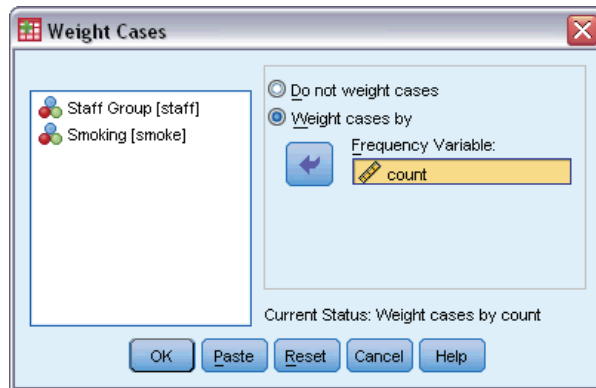 Weight Cases
Staff Group [staff]
Smoking [smoke]
Do not weight cases
Weight cases by
Frequency Variable:
count
Current Status: Weight cases by count
OK
Paste
Reset
Cancel
Help